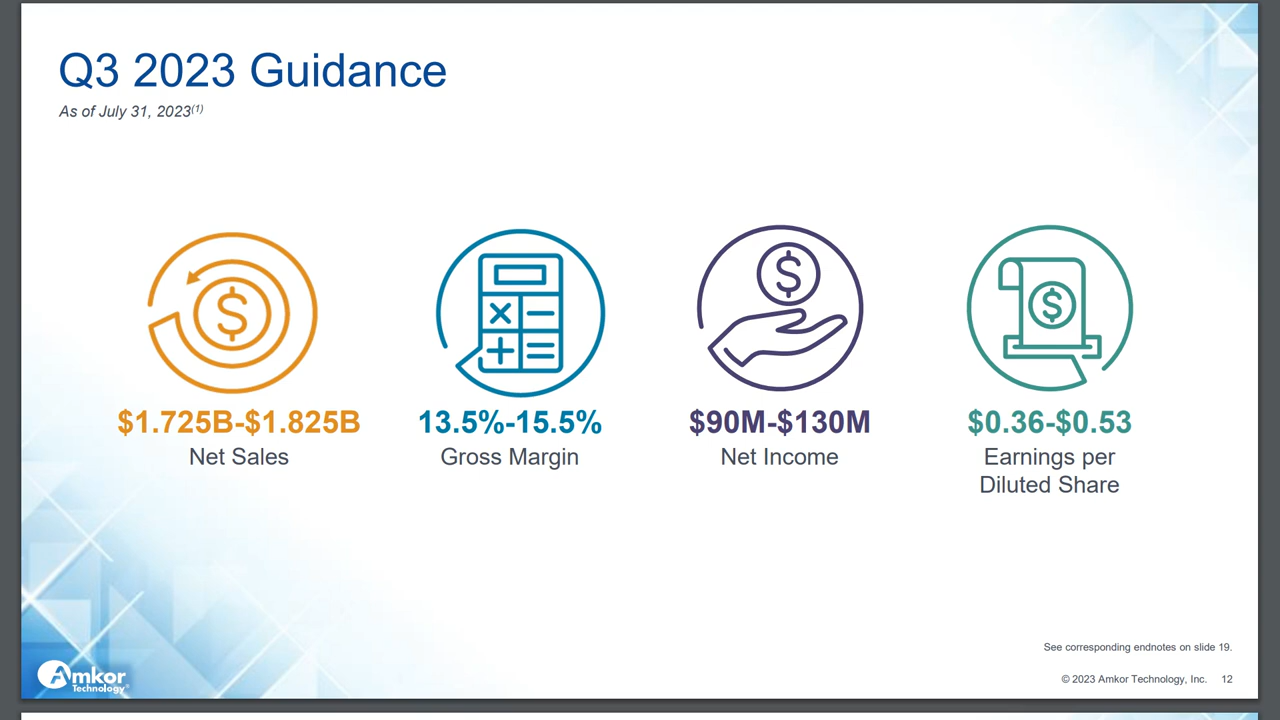 Q3 2023 Guidance
As of July 31, 2023(1)
$1.725B-$1.825B
Net Sales
13.5%-15.5%
Gross Margin
$90M-$130M
Net Income
$0.36-$0.53
Earnings per
Diluted Share
See corresponding endnotes on slide 19.
Amkor
Technology®
© 2023 Amkor Technology, Inc. 12